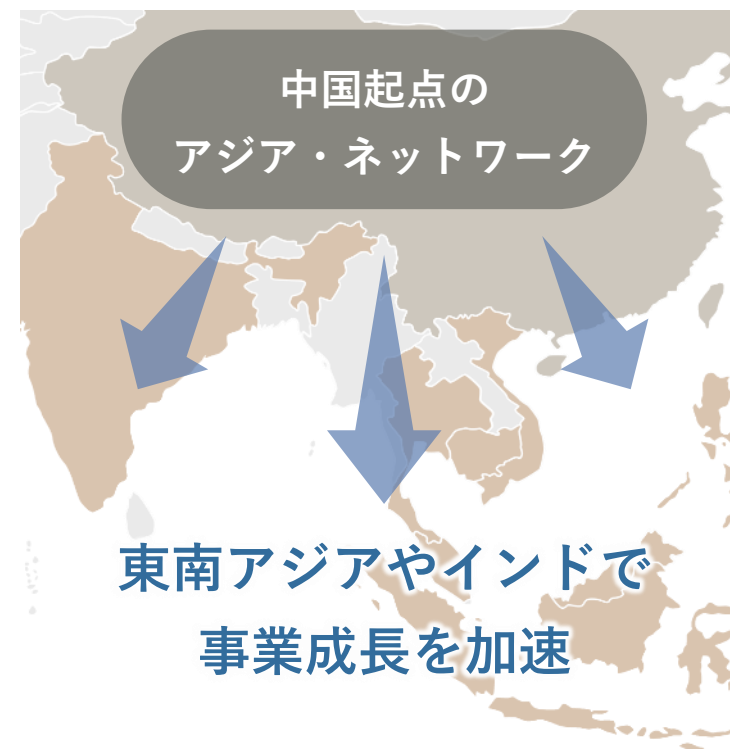 中国起点の
アジア・ネットワーク
東南アジアやインドで
事業成長を加速